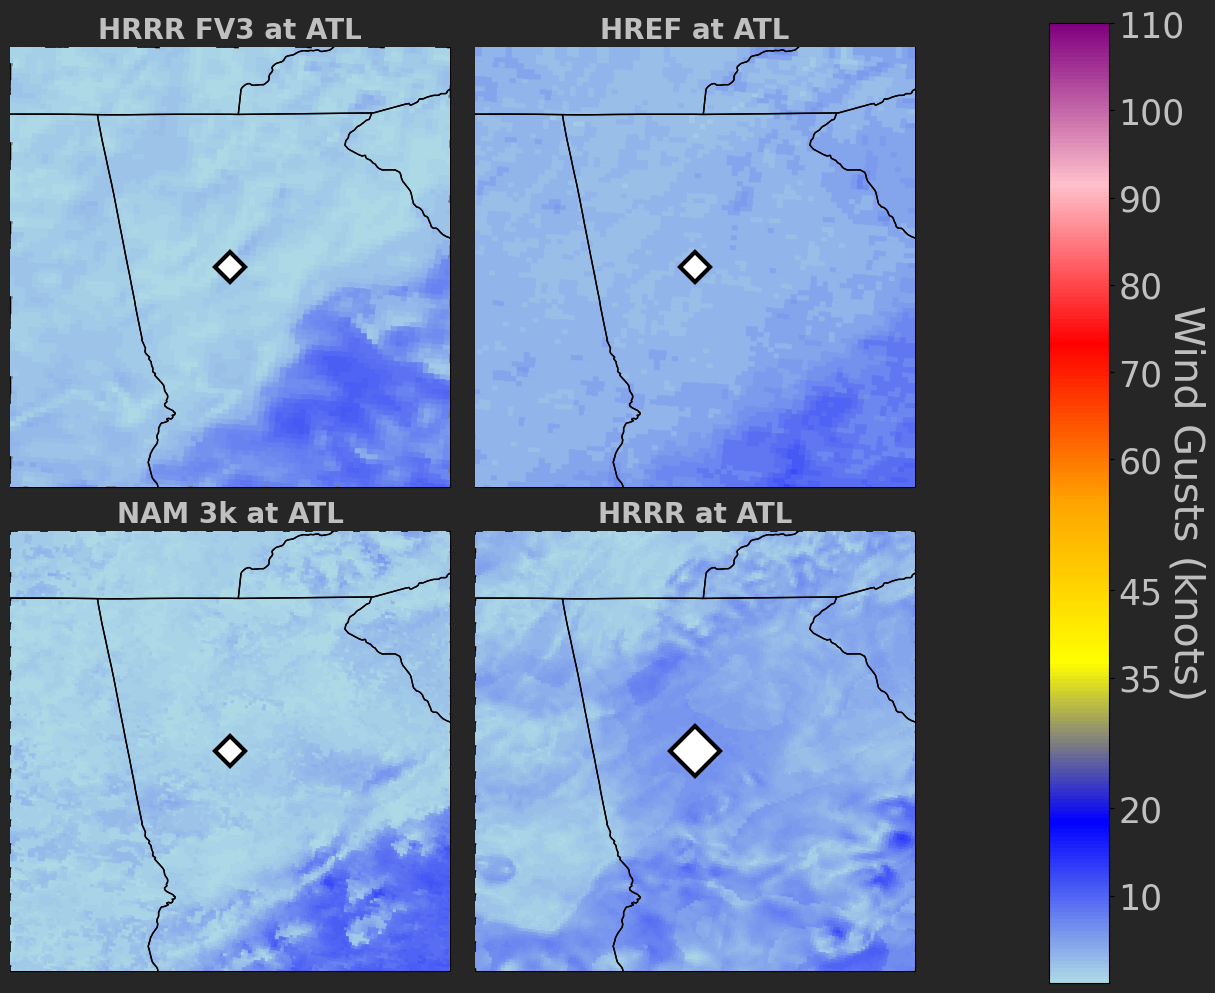 HRRR FV3 at ATL
HREF at ATL
NAM 3k at ATL
HRRR at ATL
110
100
90
80
70
60
45
35
20
10
Wind Gusts (knots)